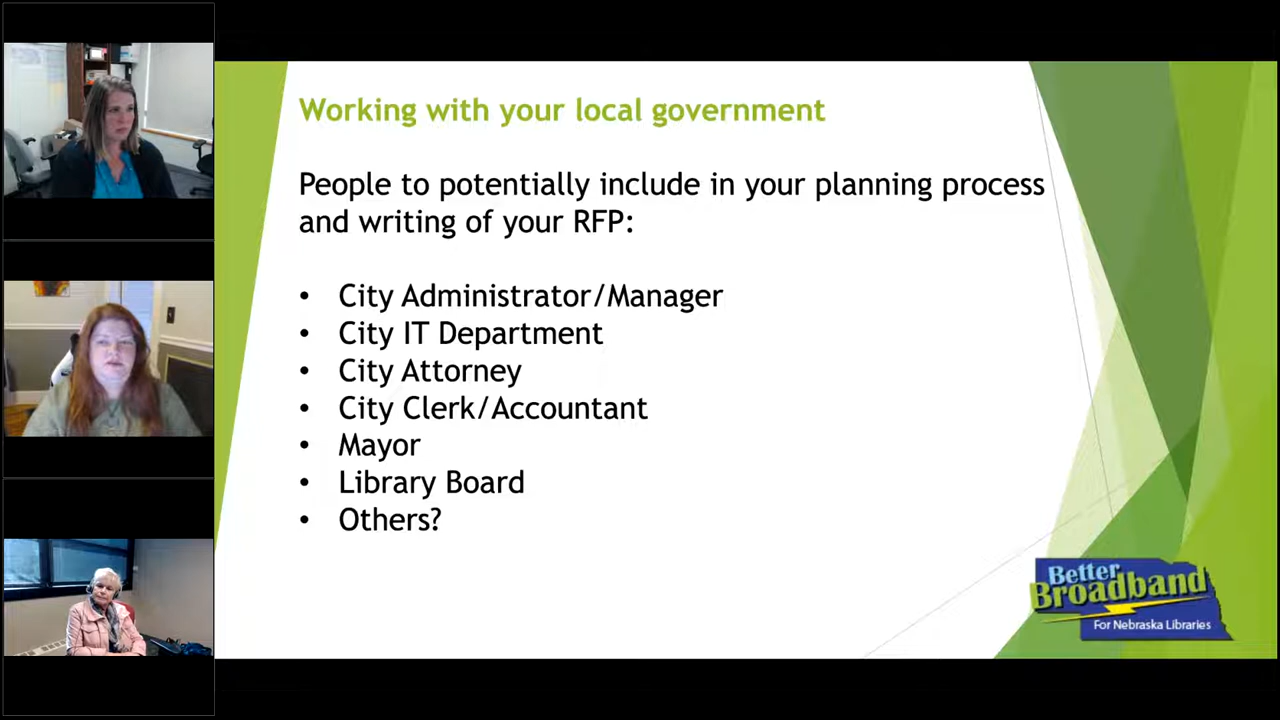 Working with your local government
People to potentially include in your planning process
and writing of your RFP:
• City Administrator/Manager
• City IT Department
• City Attorney
• City Clerk/Accountant
• Mayor
• Library Board
• Others?
Better
Broadband
For Nebraska Libraries